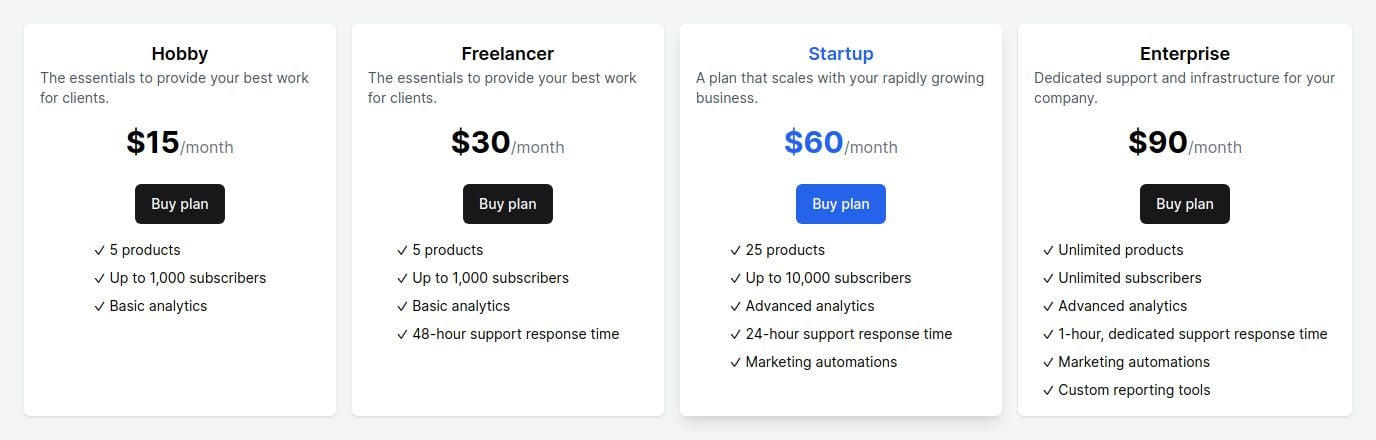 Hobby
The essentials to provide your best work
for clients.
$15/month
Buy plan
✓ 5 products
✓ Up to 1,000 subscribers
✓ Basic analytics
Freelancer
The essentials to provide your best work
for clients.
$30/month
Buy plan
✓ 5 products
✓ Up to 1,000 subscribers
✓ Basic analytics
✓ 48-hour support response time
Startup
A plan that scales with your rapidly growing
business.
$60/month
Buy plan
✓ 25 products
✓ Up to 10,000 subscribers
✓ Advanced analytics
✓ 24-hour support response time
✓ Marketing automations
Enterprise
Dedicated support and infrastructure for your
company.
$90/month
Buy plan
✓ Unlimited products
✓ Unlimited subscribers
✓ Advanced analytics
✓ 1-hour, dedicated support response time
✓ Marketing automations
✓ Custom reporting tools